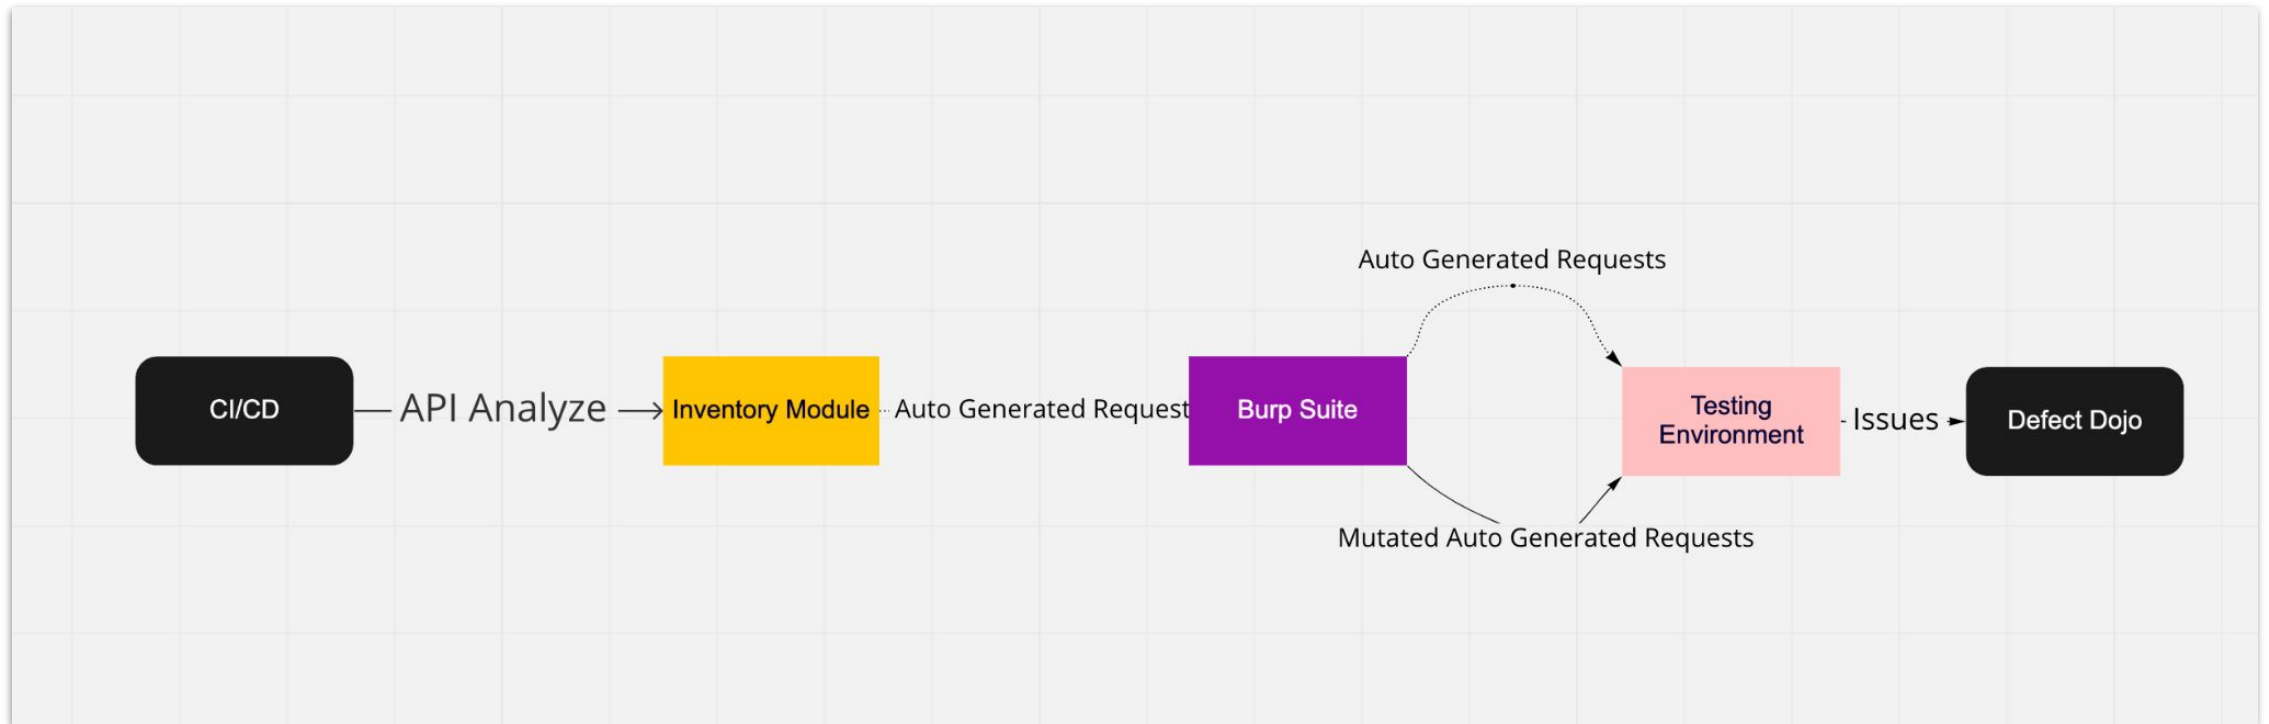 Auto Generated Requests
CI/CD
API Analyze
Inventory Module
Auto Generated Request
Burp Suite
Testing
Environment
Issues
Defect Dojo
Mutated Auto Generated Requests